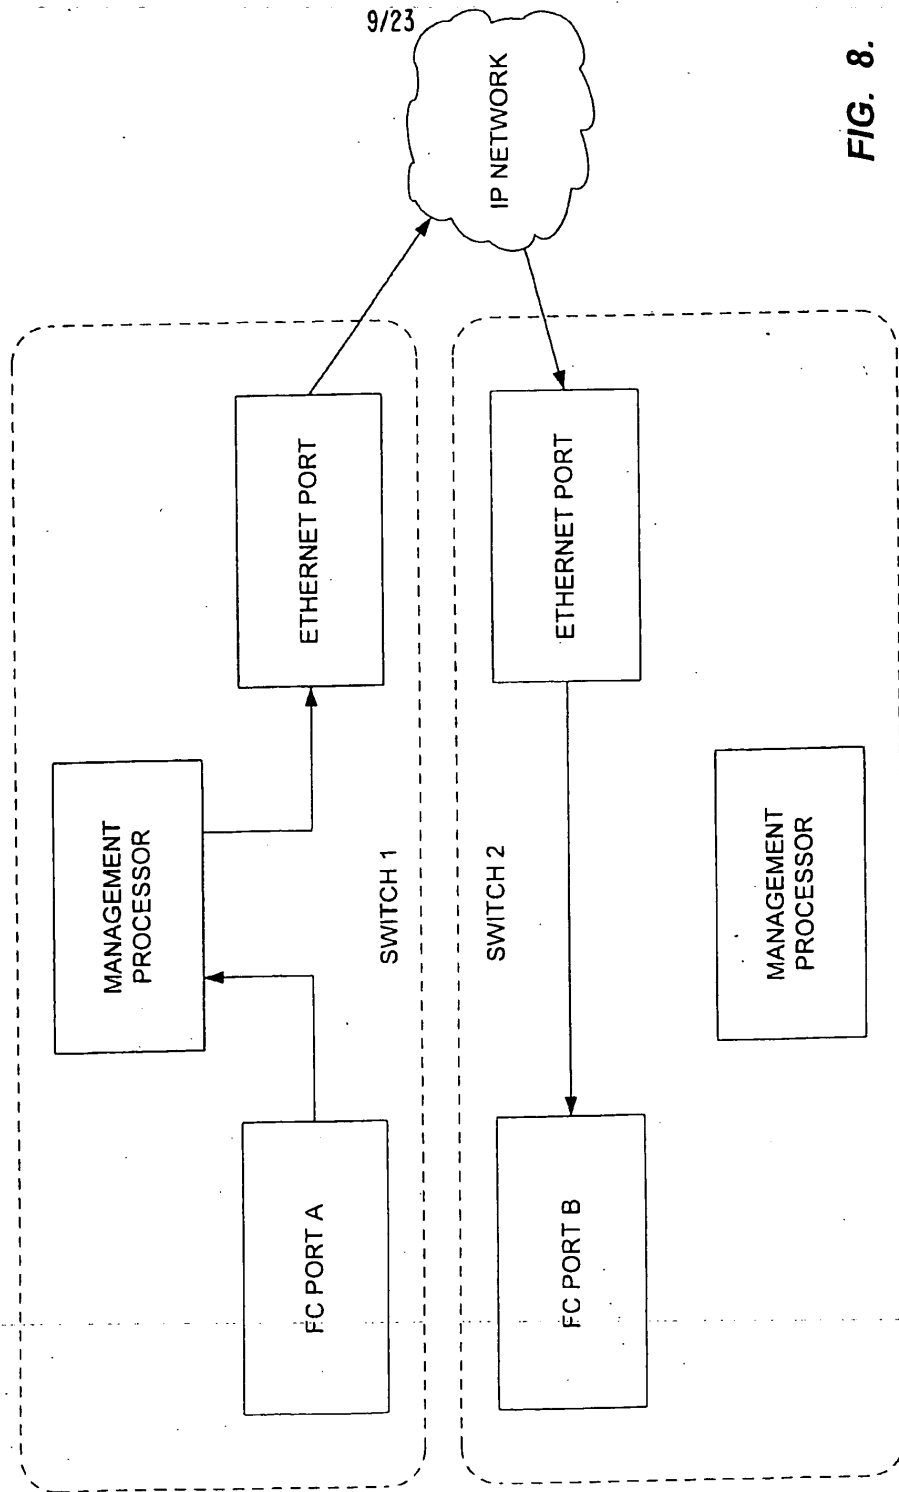 9/23
IP NETWORK
ETHERNET PORT
MANAGEMENT
PROCESSOR
FC PORT A
SWITCH 1
SWITCH 2
ETHERNET PORT
FC PORT B
MANAGEMENT
PROCESSOR
FIG. 8.